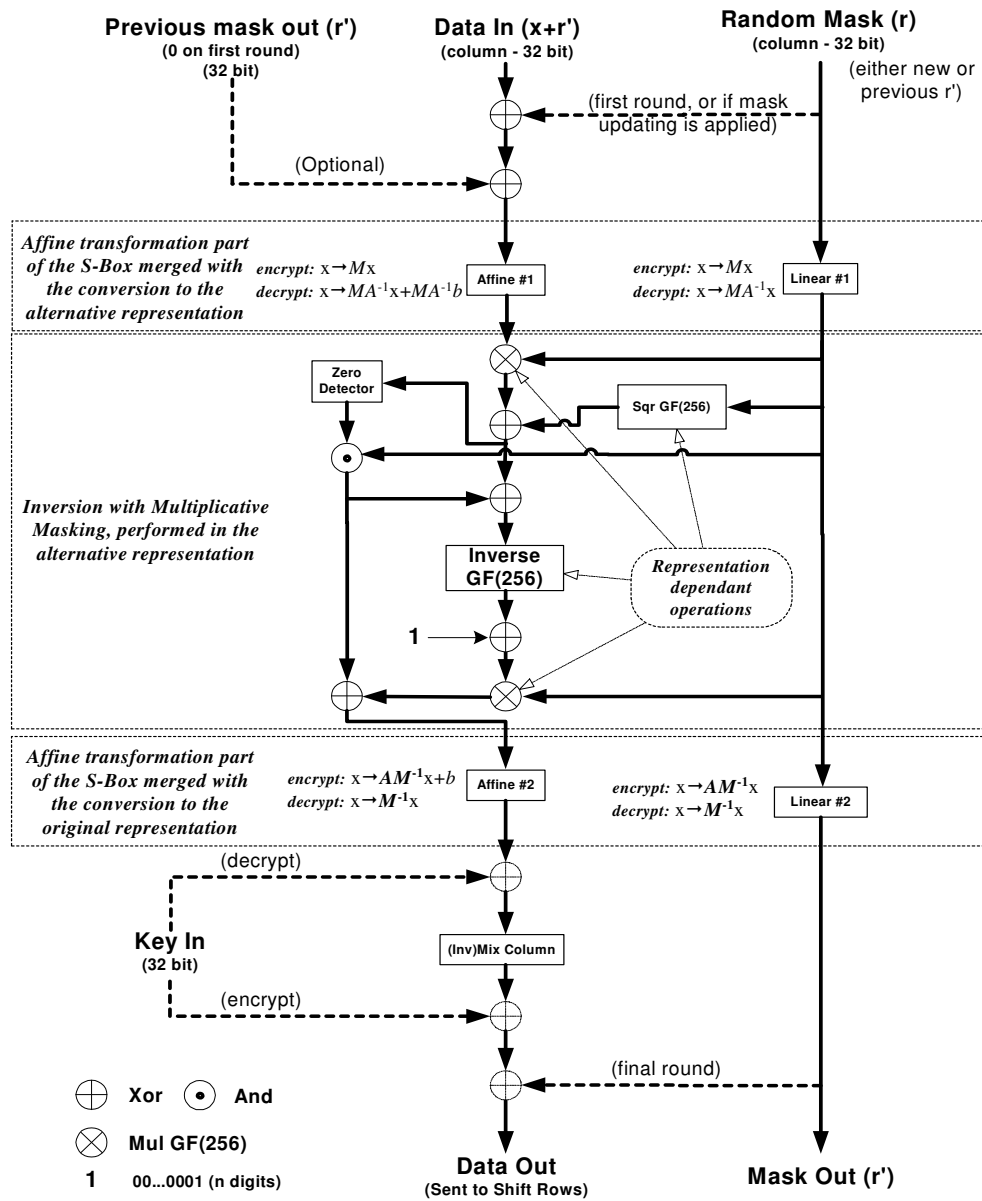 Previous mask out (r')
(0 on first round)
(32 bit)
Data In (x+r')
(column - 32 bit)
Random Mask (r)
(column - 32 bit)
(either new or
previous r')
(first round, or if mask
updating is applied)
(Optional)
Affine transformation part
of the S-Box merged with
the conversion to the
alternative representation
encrypt: x→Mx
decrypt: x→MA⁻¹x+MA⁻¹b
Affine #1
encrypt: x→Mx
decrypt: x→MA⁻¹x
Linear #1
Zero
Detector
Sqr GF(256)
Inversion with Multiplicative
Masking, performed in the
alternative representation
Inverse
GF(256)
Representation
dependant
operations
1
Affine transformation part
of the S-Box merged with
the conversion to the
original representation
encrypt: x→AM⁻¹x+b
decrypt: x→M⁻¹x
Affine #2
encrypt: x→AM⁻¹x
decrypt: x→M⁻¹x
Linear #2
(decrypt)
Key In
(32 bit)
(Inv)Mix Column
(encrypt)
(final round)
Xor
And
Mul GF(256)
1 00...0001 (n digits)
Data Out
(Sent to Shift Rows)
Mask Out (r')